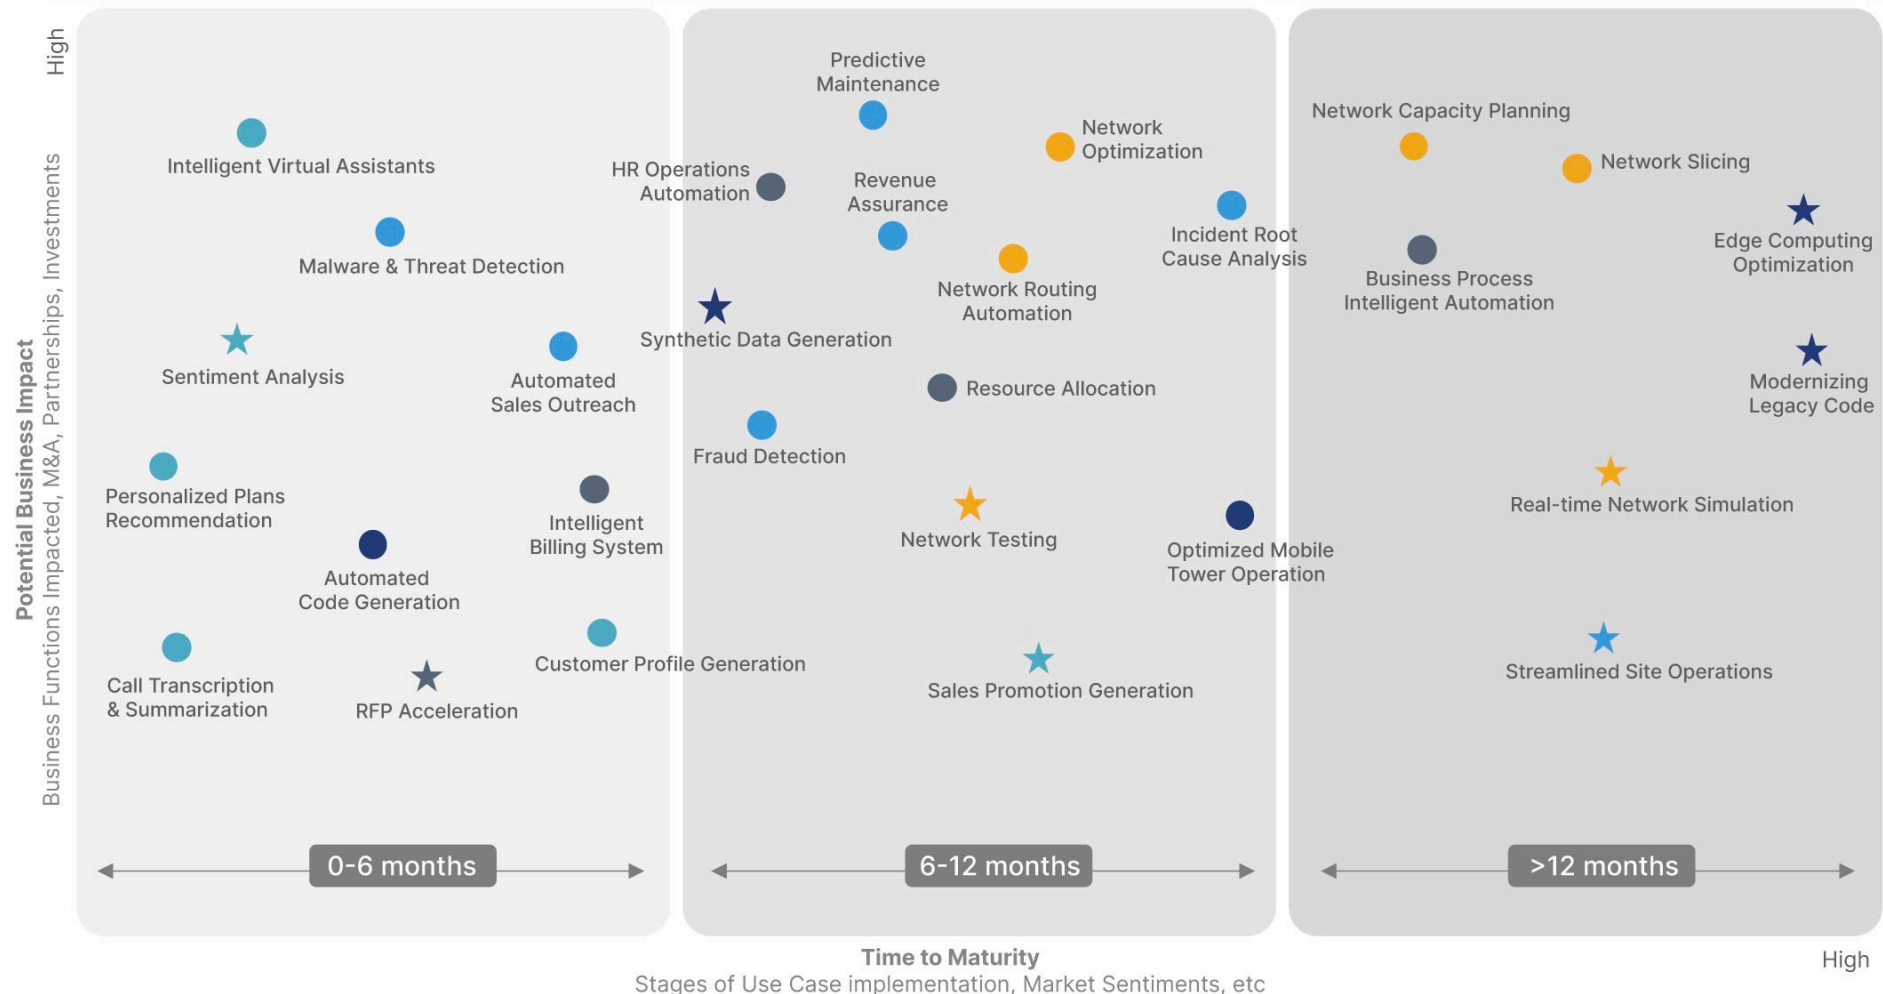 High
Potential Business Impact
Business Functions Impacted, M&A, Partnerships, Investments
Intelligent Virtual Assistants
Malware & Threat Detection
Sentiment Analysis
Automated
Sales Outreach
Personalized Plans
Recommendation
Intelligent
Billing System
Automated
Code Generation
Call Transcription
& Summarization
RFP Acceleration
Customer Profile Generation
0-6 months
Predictive
Maintenance
Network
Optimization
HR Operations
Automation
Revenue
Assurance
Incident Root
Cause Analysis
Network Routing
Automation
Synthetic Data Generation
Resource Allocation
Fraud Detection
Network Testing
Optimized Mobile
Tower Operation
Sales Promotion Generation
6-12 months
Network Capacity Planning
Network Slicing
Edge Computing
Optimization
Business Process
Intelligent Automation
Modernizing
Legacy Code
Real-time Network Simulation
Streamlined Site Operations
>12 months
Time to Maturity
High
Stages of Use Case implementation, Market Sentiments, etc